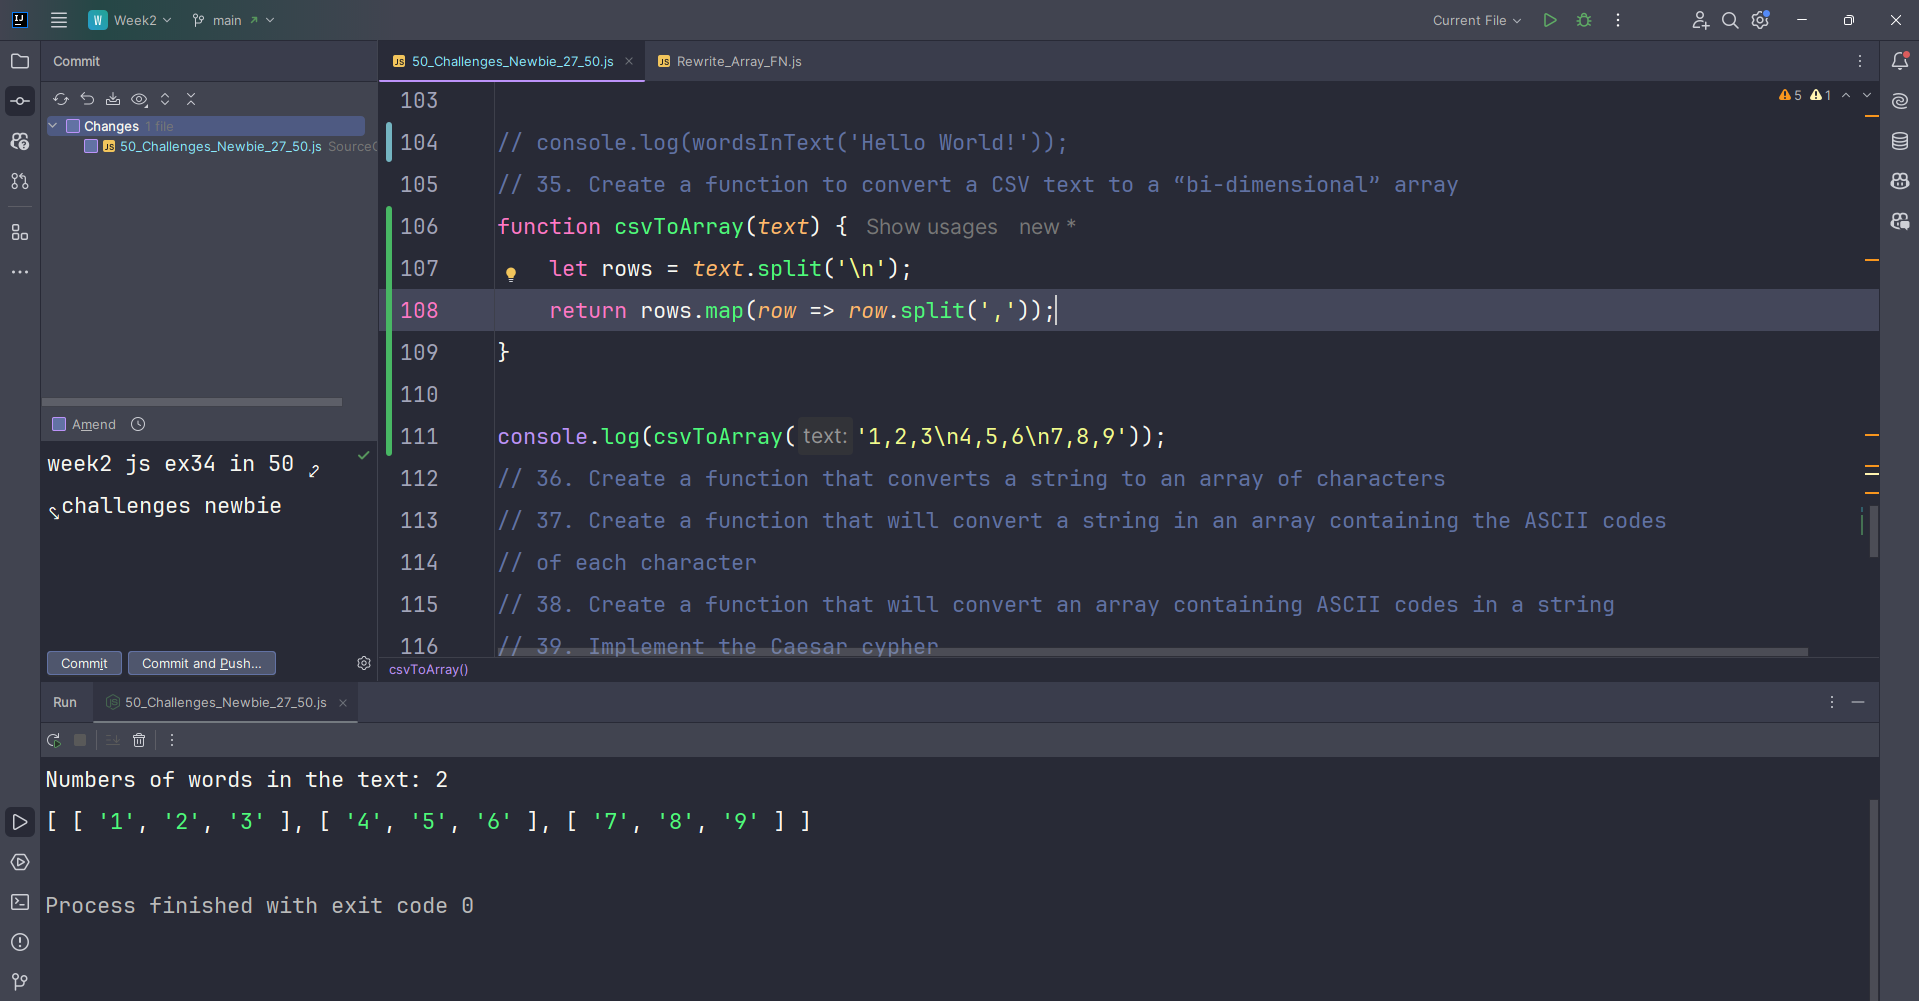 IJ
W Week2 main
Current File
Commit
50_Challenges_Newbie_27_50.js
Rewrite_Array_FN.js
Changes 1 file
50_Challenges_Newbie_27_50.js
Amend
week2 js ex34 in 50
challenges newbie
Commit Commit and Push...
5 1
103
104 // console.log(wordsInText('Hello World!'));
105 // 35. Create a function to convert a CSV text to a “bi-dimensional” array
106 function csvToArray(text) { Show usages new *
107 let rows = text.split('\n');
108 return rows.map(row => row.split(','));
109 }
110
111 console.log(csvToArray( text: '1,2,3\n4,5,6\n7,8,9'));
112 // 36. Create a function that converts a string to an array of characters
113 // 37. Create a function that will convert a string in an array containing the ASCII codes
114 // of each character
115 // 38. Create a function that will convert an array containing ASCII codes in a string
116 // 39. Implement the Caesar cypher
csvToArray()
Run 50_Challenges_Newbie_27_50.js
Numbers of words in the text: 2
[ [ '1', '2', '3' ], [ '4', '5', '6' ], [ '7', '8', '9' ] ]
Process finished with exit code 0